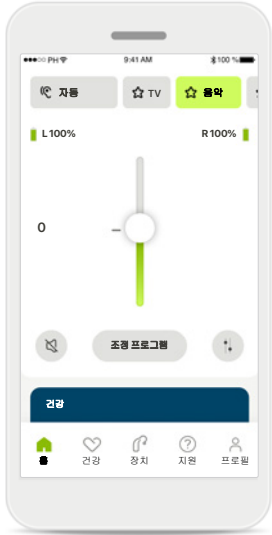 PH 9:41 AM 100 %
자동 TV 음악
L 100% R 100%
0
조정 프로그램
건강
홈 건강 장치 지원 프로필